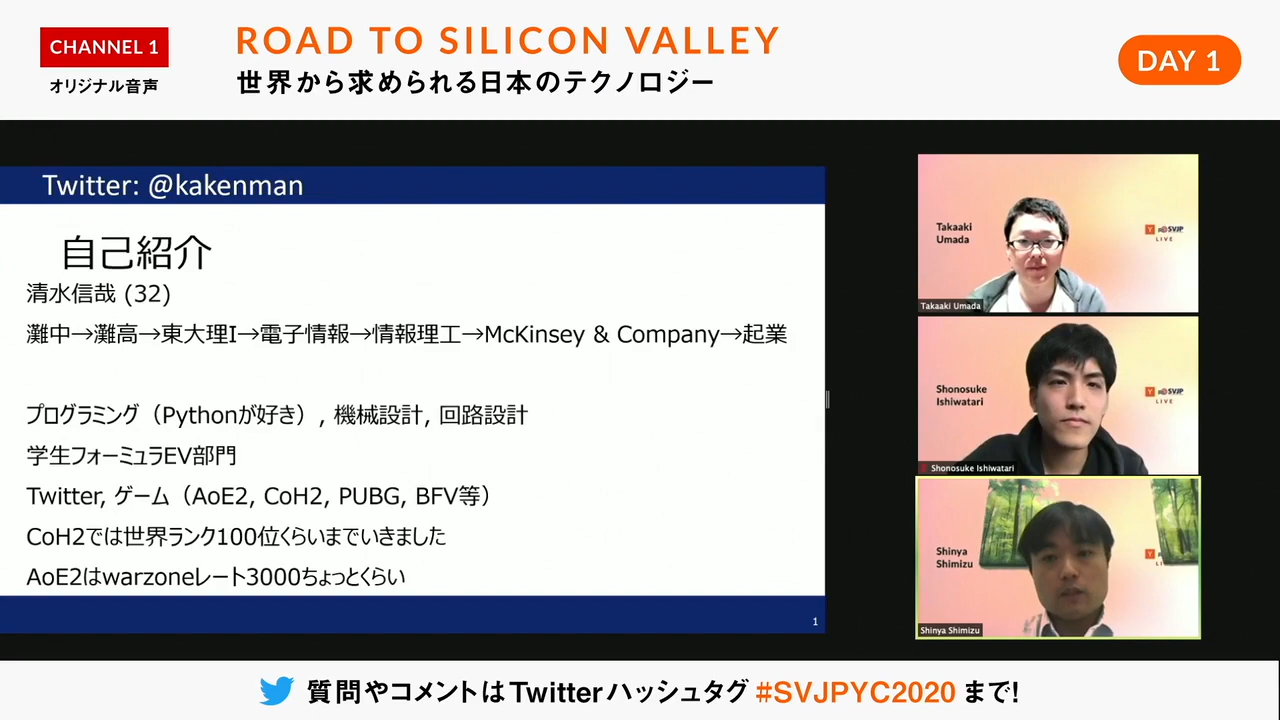 CHANNEL 1
オリジナル音声
ROAD TO SILICON VALLEY
世界から求められる日本のテクノロジー
DAY 1
Twitter: @kakenman
自己紹介
清水信哉 (32)
灘中→灘高→東大理I→電子情報→情報理工→McKinsey & Company→起業
プログラミング（Pythonが好き）, 機械設計, 回路設計
学生フォーミュラEV部門
Twitter, ゲーム（AoE2, CoH2, PUBG, BFV等）
CoH2では世界ランク100位くらいまでいきました
AoE2はwarzoneレート3000ちょっとくらい
1
Takaaki
Umada
Y SVJP
LIVE
Takaaki Umada
Shonosuke
Ishiwatari
Y SVJP
LIVE
Shonosuke Ishiwatari
Shinya
Shimizu
Y
Shinya Shimizu
質問やコメントはTwitterハッシュタグ #SVJPYC2020 まで!